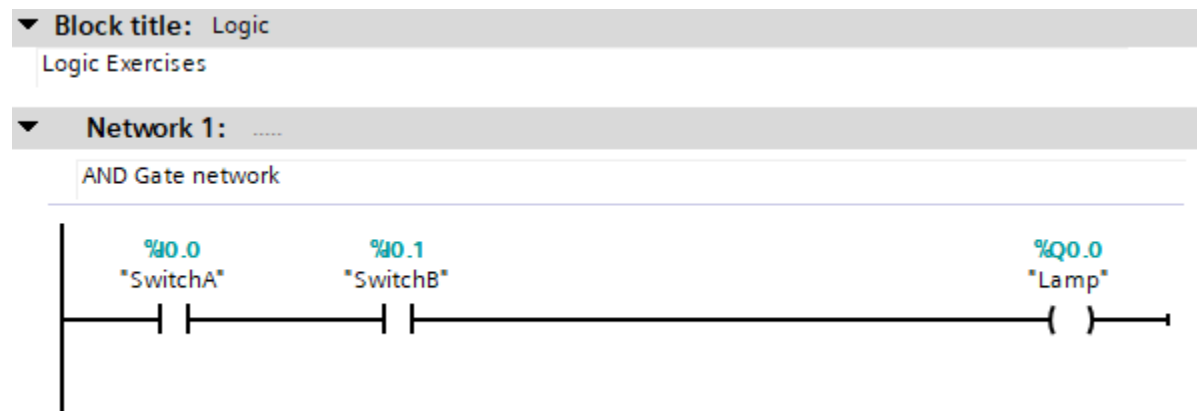 Block title: Logic
Logic Exercises
Network 1: .....
AND Gate network
%I0.0 %I0.1 %Q0.0
"SwitchA" "SwitchB" "Lamp"